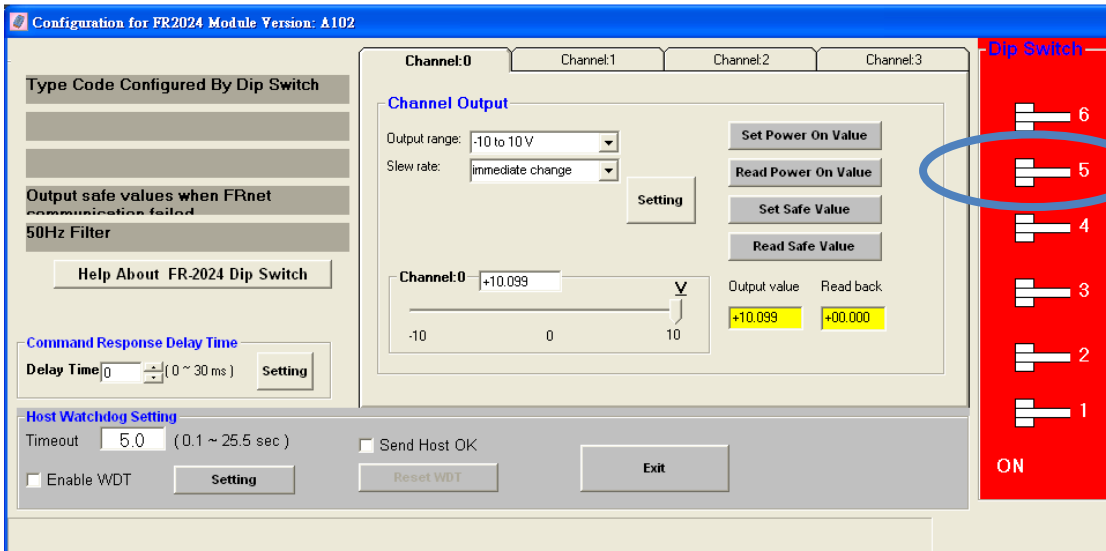 Configuration for FR2024 Module Version: A102
Type Code Configured By Dip Switch
Output safe values when FRnet
communication failed
50Hz Filter
Help About FR-2024 Dip Switch
Command Response Delay Time
Delay Time 0 ( 0 ~ 30 ms ) Setting
Channel:0 Channel:1 Channel:2 Channel:3
Channel Output
Output range: -10 to 10 V
Slew rate: immediate change
Setting
Set Power On Value
Read Power On Value
Set Safe Value
Read Safe Value
Channel:0 +10.099
V
-10 0 10
Output value Read back
+10.099 +00.000
Host Watchdog Setting
Timeout 5.0 ( 0.1 ~ 25.5 sec )
Enable WDT Setting
Send Host OK
Reset WDT
Exit
Dip Switch
6
5
4
3
2
1
ON